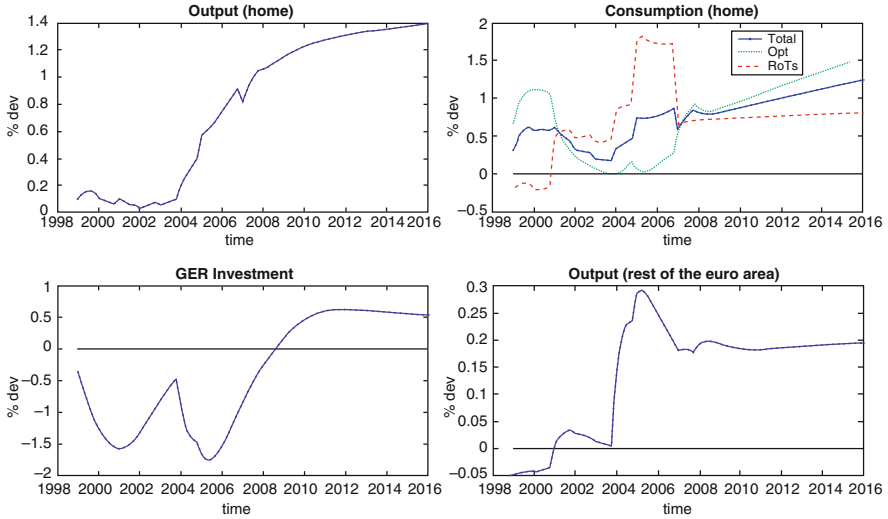 Output (home)
1.4
1.2
1
0.8
0.6
0.4
0.2
0
% dev
1998 2000 2002 2004 2006 2008 2010 2012 2014 2016
time
Consumption (home)
2
1.5
1
0.5
0
−0.5
% dev
Total
Opt
RoTs
1998 2000 2002 2004 2006 2008 2010 2012 2014 2016
time
GER Investment
1
0.5
0
−0.5
−1
−1.5
−2
% dev
1998 2000 2002 2004 2006 2008 2010 2012 2014 2016
time
Output (rest of the euro area)
0.3
0.25
0.2
0.15
0.1
0.05
0
−0.05
% dev
1998 2000 2002 2004 2006 2008 2010 2012 2014 2016
time